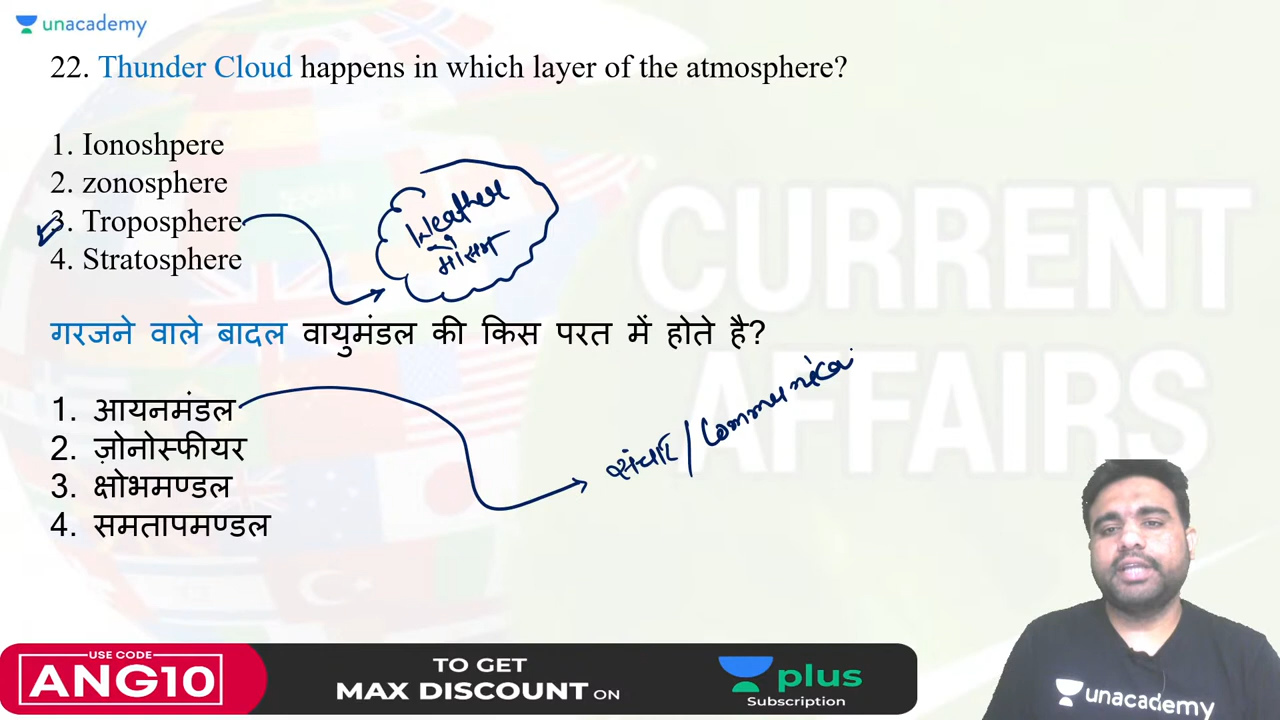 unacademy
22. Thunder Cloud happens in which layer of the atmosphere?
1. Ionoshpere
2. zonosphere
3. Troposphere
4. Stratosphere
Weather
मौसम
गरजने वाले बादल वायुमंडल की किस परत में होते है?
1. आयनमंडल
2. ज़ोनोस्फीयर
3. क्षोभमण्डल
4. समतापमण्डल
संचार/Communica
CURRENT
AFFAIRS
USE CODE
ANG10
TO GET
MAX DISCOUNT ON
plus
Subscription
unacademy